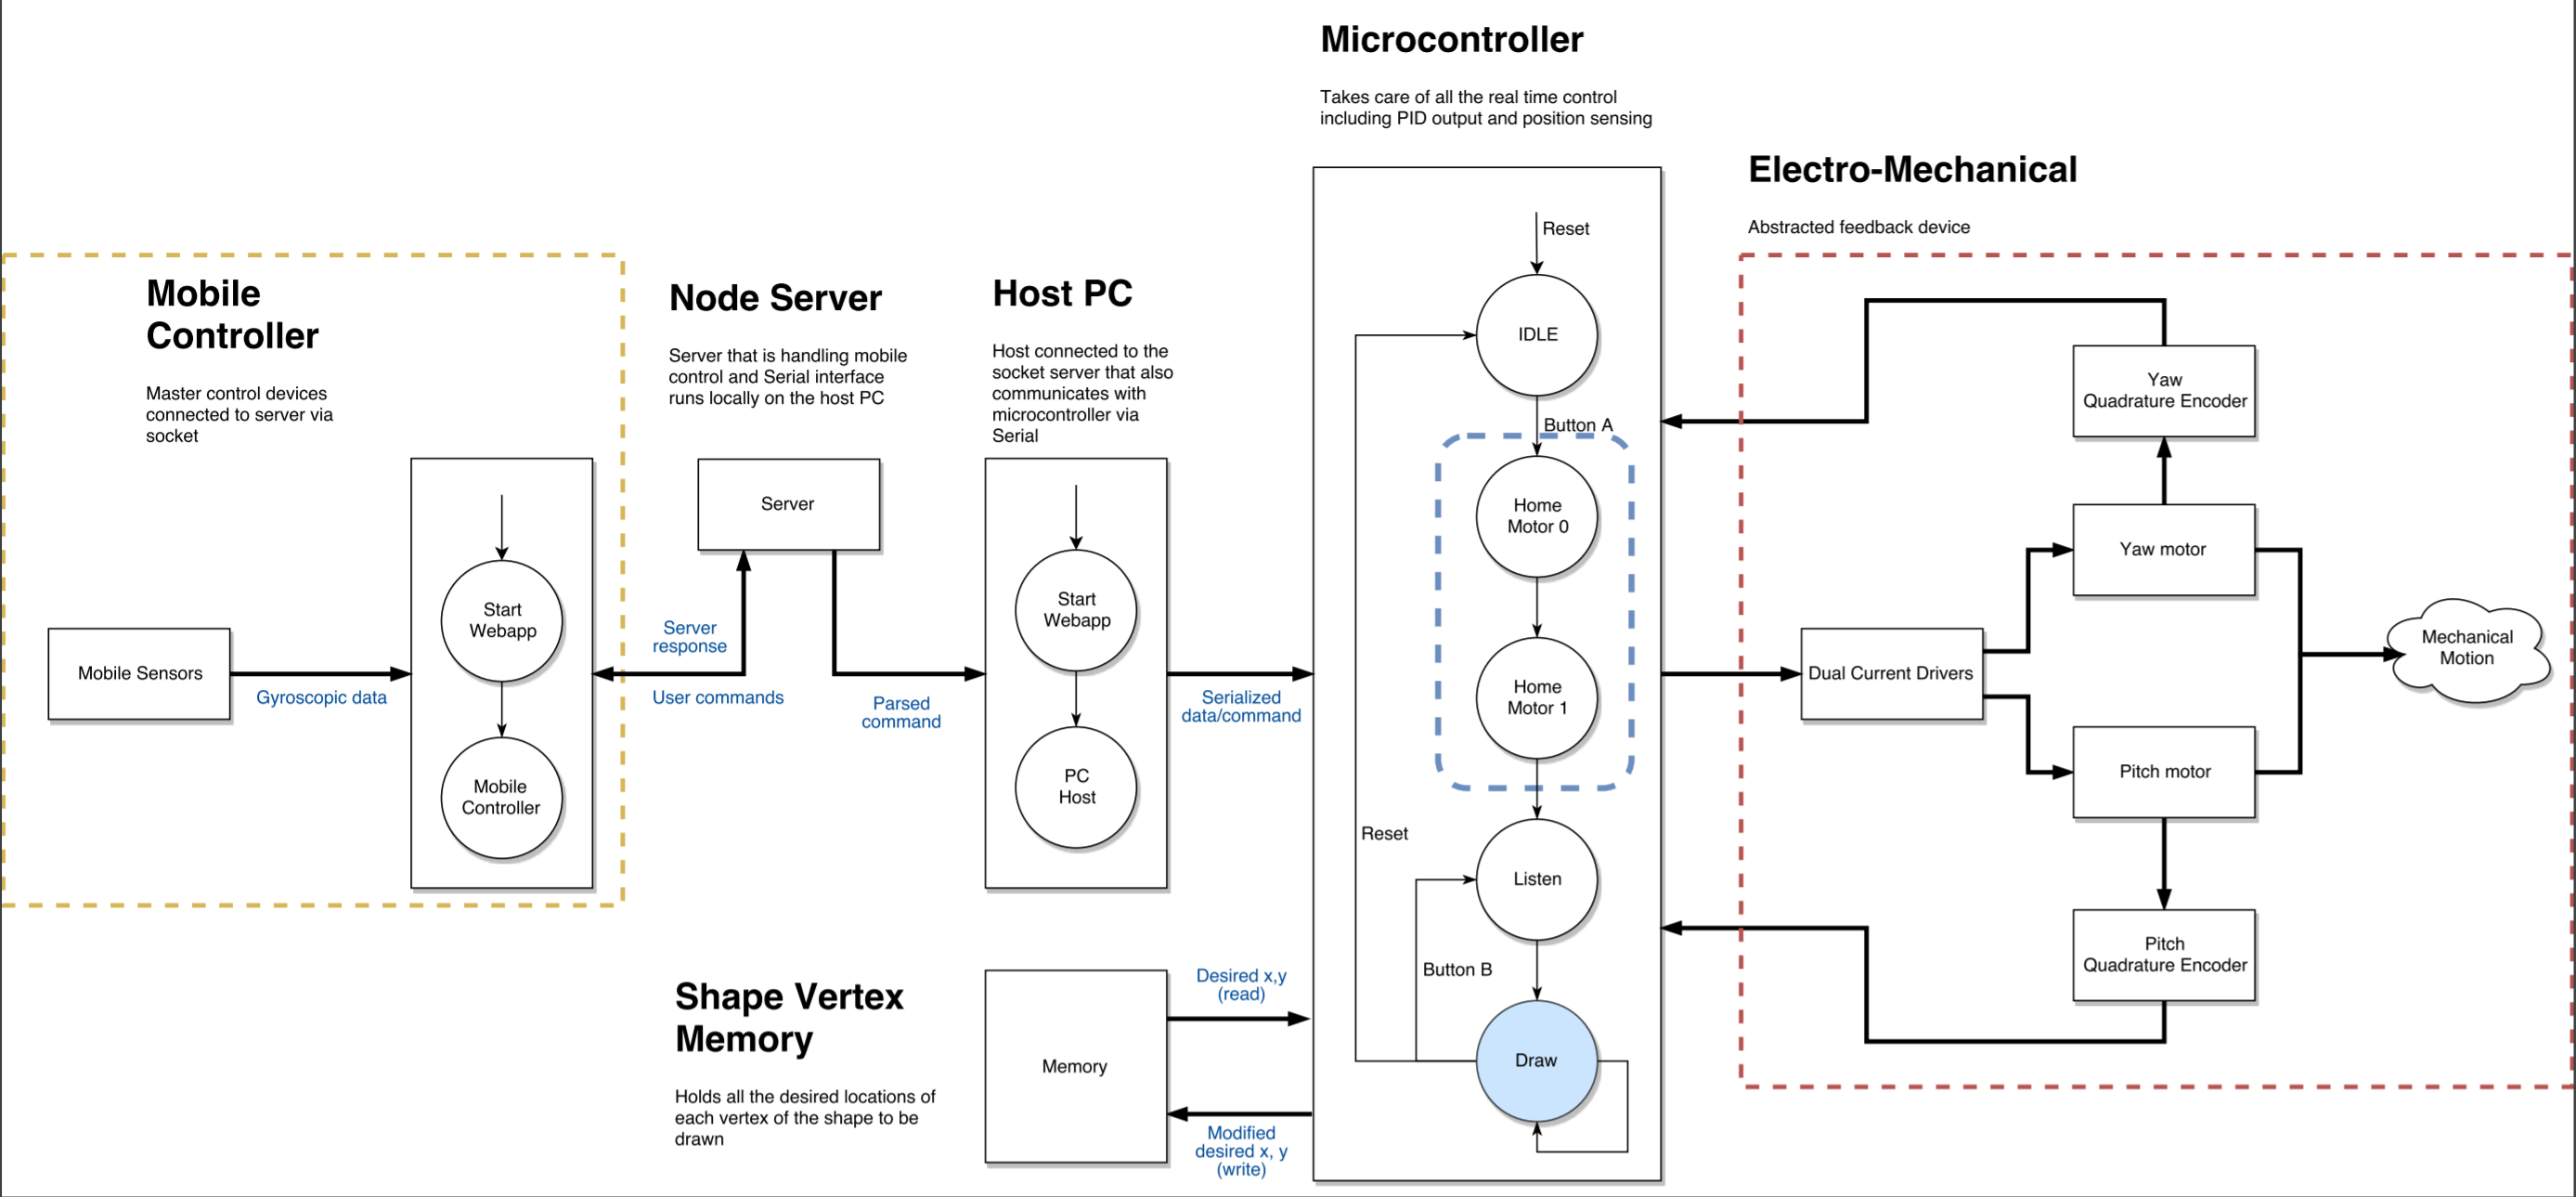 Microcontroller
Takes care of all the real time control
including PID output and position sensing
Electro-Mechanical
Abstracted feedback device
Mobile
Controller
Master control devices
connected to server via
socket
Node Server
Server that is handling mobile
control and Serial interface
runs locally on the host PC
Host PC
Host connected to the
socket server that also
communicates with
microcontroller via
Serial
Mobile Sensors
Gyroscopic data
Start
Webapp
Mobile
Controller
Server
response
User commands
Server
Parsed
command
Start
Webapp
PC
Host
Serialized
data/command
Reset
IDLE
Button A
Home
Motor 0
Home
Motor 1
Reset
Listen
Button B
Draw
Shape Vertex
Memory
Holds all the desired locations of
each vertex of the shape to be
drawn
Memory
Desired x,y
(read)
Modified
desired x, y
(write)
Yaw
Quadrature Encoder
Yaw motor
Dual Current Drivers
Mechanical
Motion
Pitch motor
Pitch
Quadrature Encoder